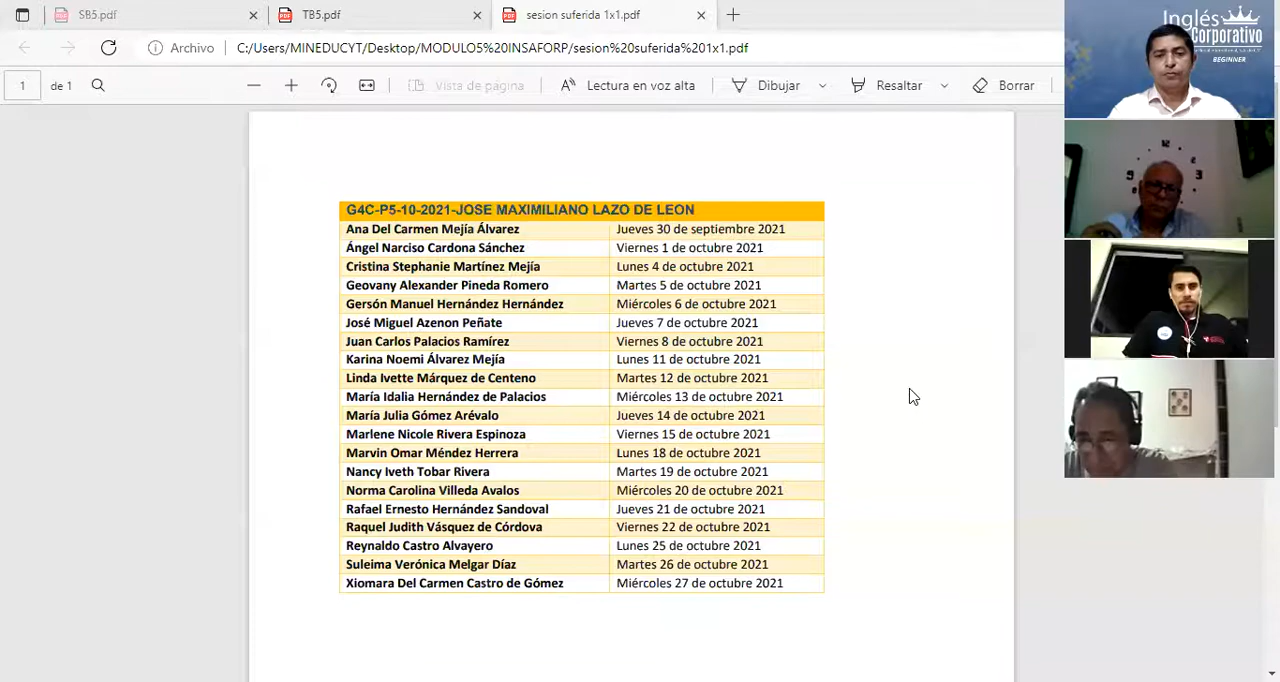 SB5.pdf
TB5.pdf
sesion suferida 1x1.pdf
Archivo
C:/Users/MINEDUCYT/Desktop/MODULO5%20INSAFORP/sesion%20suferida%201x1.pdf
1 de 1
Vista de página
Lectura en voz alta
Dibujar
Resaltar
Borrar
G4C-P5-10-2021-JOSE MAXIMILIANO LAZO DE LEON
Ana Del Carmen Mejía Álvarez Jueves 30 de septiembre 2021
Ángel Narciso Cardona Sánchez Viernes 1 de octubre 2021
Cristina Stephanie Martínez Mejía Lunes 4 de octubre 2021
Geovany Alexander Pineda Romero Martes 5 de octubre 2021
Gersón Manuel Hernández Hernández Miércoles 6 de octubre 2021
José Miguel Azenon Peñate Jueves 7 de octubre 2021
Juan Carlos Palacios Ramírez Viernes 8 de octubre 2021
Karina Noemi Álvarez Mejía Lunes 11 de octubre 2021
Linda Ivette Márquez de Centeno Martes 12 de octubre 2021
María Idalia Hernández de Palacios Miércoles 13 de octubre 2021
María Julia Gómez Arévalo Jueves 14 de octubre 2021
Marlene Nicole Rivera Espinoza Viernes 15 de octubre 2021
Marvin Omar Méndez Herrera Lunes 18 de octubre 2021
Nancy Iveth Tobar Rivera Martes 19 de octubre 2021
Norma Carolina Villeda Avalos Miércoles 20 de octubre 2021
Rafael Ernesto Hernández Sandoval Jueves 21 de octubre 2021
Raquel Judith Vásquez de Córdova Viernes 22 de octubre 2021
Reynaldo Castro Alvayero Lunes 25 de octubre 2021
Suleima Verónica Melgar Díaz Martes 26 de octubre 2021
Xiomara Del Carmen Castro de Gómez Miércoles 27 de octubre 2021
Inglés
Corporativo
BEGINNER
12
9 3